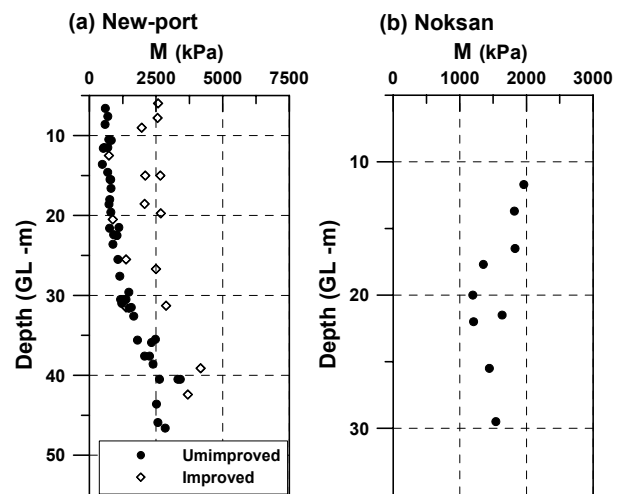 (a) New-port
M (kPa)
0 2500 5000 7500
10
20
30
40
50
Depth (GL -m)
Umimproved
Improved
(b) Noksan
M (kPa)
0 1000 2000 3000
10
20
30
Depth (GL -m)